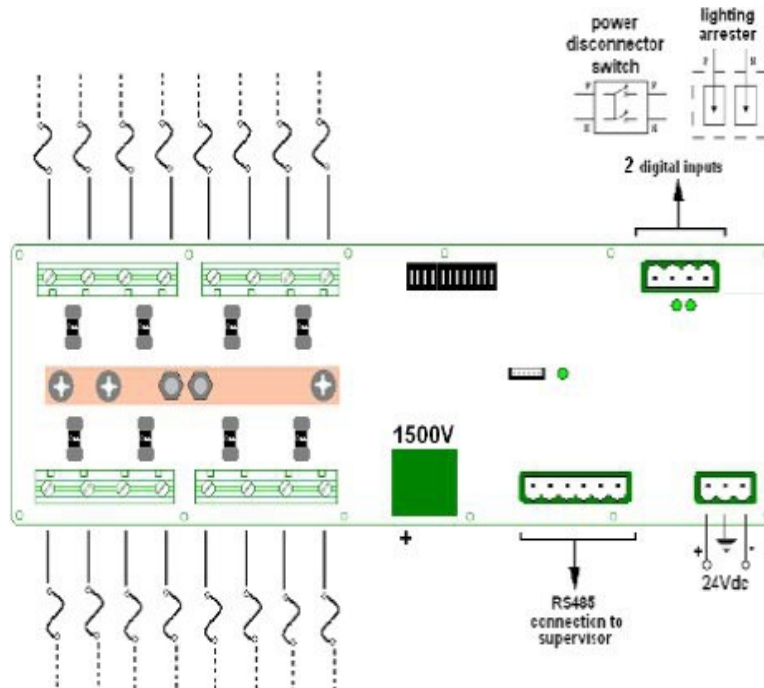 power
disconnector
switch
lighting
arrester
2 digital inputs
1500V
+
RS485
connection to
supervisor
+ -
24Vdc